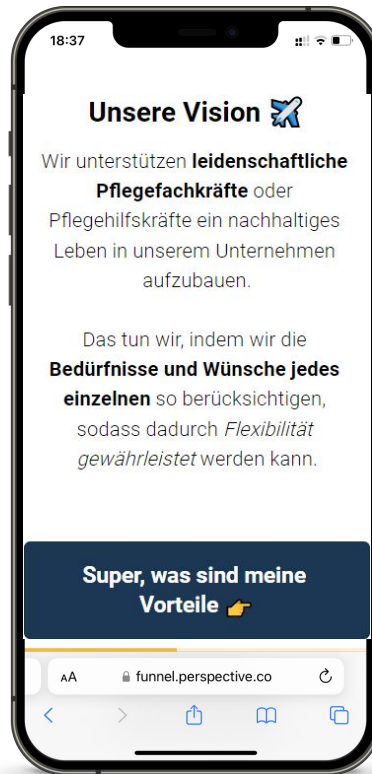 18:37
Unsere Vision ✈️
Wir unterstützen leidenschaftliche
Pflegefachkräfte oder
Pflegehilfskräfte ein nachhaltiges
Leben in unserem Unternehmen
aufzubauen.
Das tun wir, indem wir die
Bedürfnisse und Wünsche jedes
einzelnen so berücksichtigen,
sodass dadurch Flexibilität
gewährleistet werden kann.
Super, was sind meine
Vorteile 👉
AA funnel.perspective.co